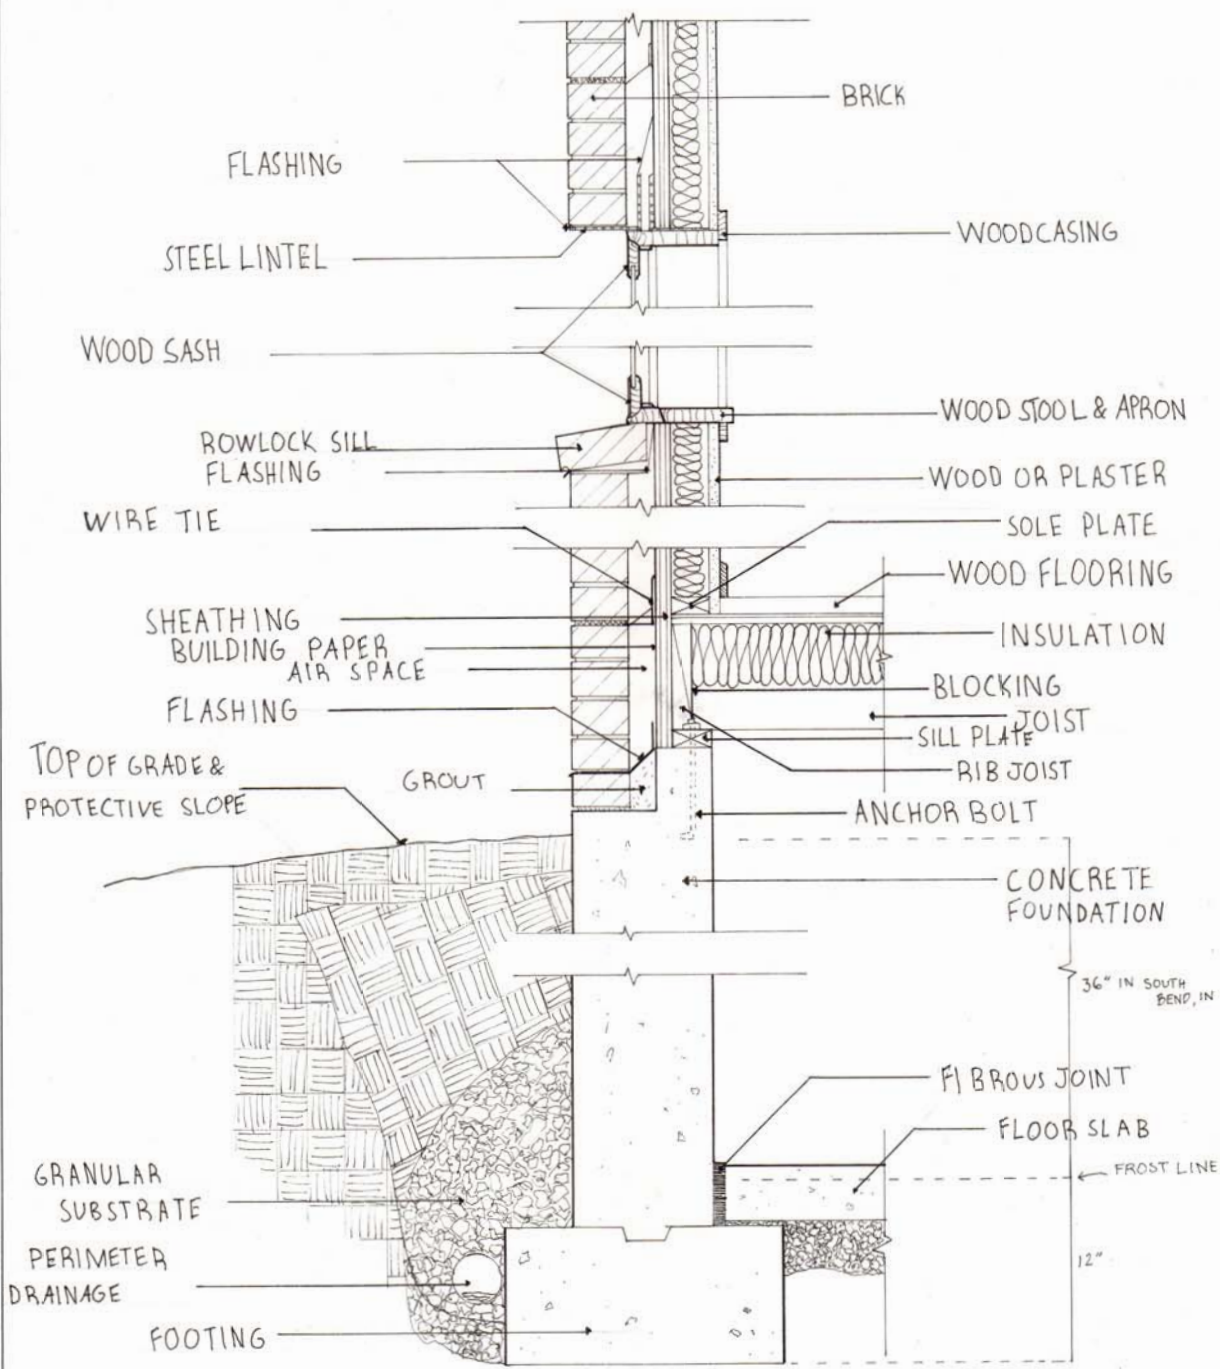 BRICK
FLASHING
WOOD CASING
STEEL LINTEL
WOOD SASH
WOOD STOOL & APRON
ROWLOCK SILL
FLASHING
WOOD OR PLASTER
WIRE TIE
SOLE PLATE
WOOD FLOORING
SHEATHING
BUILDING PAPER
AIR SPACE
INSULATION
BLOCKING
FLASHING
JOIST
SILL PLATE
TOP OF GRADE &
PROTECTIVE SLOPE
GROUT
RIB JOIST
ANCHOR BOLT
CONCRETE
FOUNDATION
36" IN SOUTH
BEND, IN
FIBROUS JOINT
FLOOR SLAB
FROST LINE
GRANULAR
SUBSTRATE
PERIMETER
DRAINAGE
12"
FOOTING